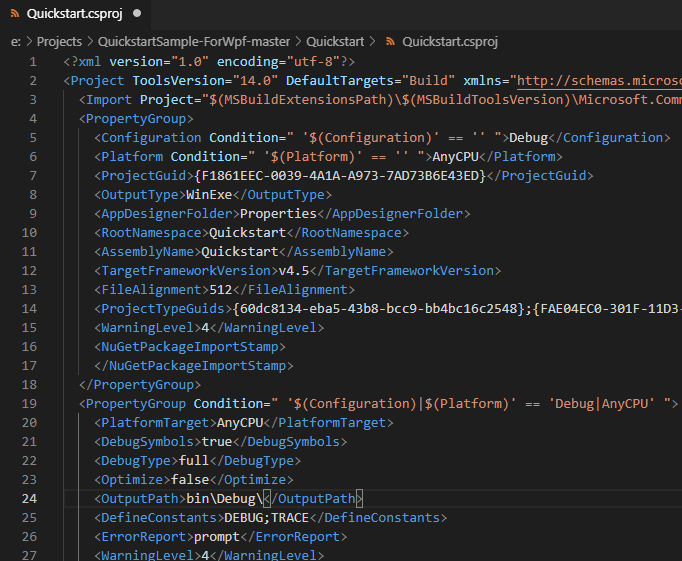 Quickstart.csproj
e: > Projects > QuickstartSample-ForWpf-master > Quickstart > Quickstart.csproj
1 <?xml version="1.0" encoding="utf-8"?>
2 <Project ToolsVersion="14.0" DefaultTargets="Build" xmlns="http://schemas.microso
3 <Import Project="$(MSBuildExtensionsPath)\$(MSBuildToolsVersion)\Microsoft.Comm
4 <PropertyGroup>
5 <Configuration Condition=" '$(Configuration)' == '' ">Debug</Configuration>
6 <Platform Condition=" '$(Platform)' == '' ">AnyCPU</Platform>
7 <ProjectGuid>{F1861EEC-0039-4A1A-A973-7AD73B6E43ED}</ProjectGuid>
8 <OutputType>WinExe</OutputType>
9 <AppDesignerFolder>Properties</AppDesignerFolder>
10 <RootNamespace>Quickstart</RootNamespace>
11 <AssemblyName>Quickstart</AssemblyName>
12 <TargetFrameworkVersion>v4.5</TargetFrameworkVersion>
13 <FileAlignment>512</FileAlignment>
14 <ProjectTypeGuids>{60dc8134-eba5-43b8-bcc9-bb4bc16c2548};{FAE04EC0-301F-11D3-
15 <WarningLevel>4</WarningLevel>
16 <NuGetPackageImportStamp>
17 </NuGetPackageImportStamp>
18 </PropertyGroup>
19 <PropertyGroup Condition=" '$(Configuration)|$(Platform)' == 'Debug|AnyCPU' ">
20 <PlatformTarget>AnyCPU</PlatformTarget>
21 <DebugSymbols>true</DebugSymbols>
22 <DebugType>full</DebugType>
23 <Optimize>false</Optimize>
24 <OutputPath>bin\Debug\</OutputPath>
25 <DefineConstants>DEBUG;TRACE</DefineConstants>
26 <ErrorReport>prompt</ErrorReport>
27 <WarningLevel>4</WarningLevel>